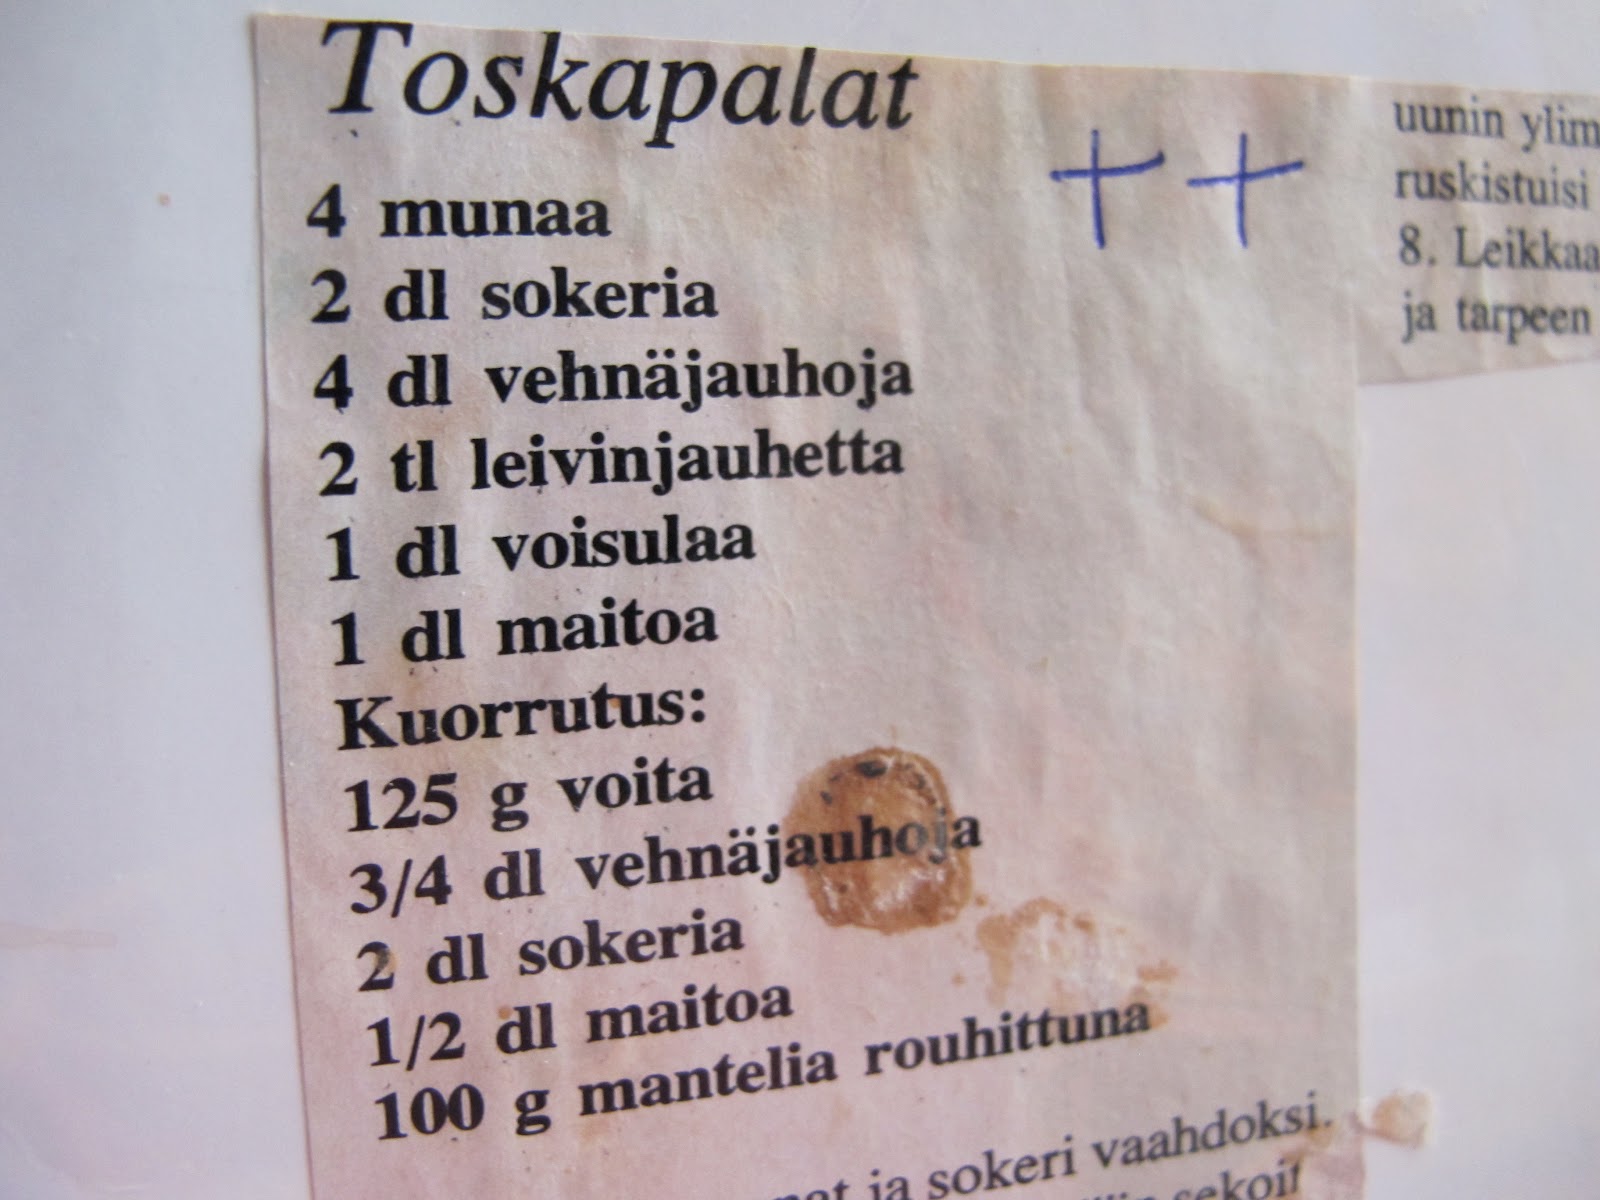 Toskapalat
++
4 munaa
2 dl sokeria
4 dl vehnäjauhoja
2 tl leivinjauhetta
1 dl voisulaa
1 dl maitoa
Kuorrutus:
125 g voita
3/4 dl vehnäjauhoja
2 dl sokeria
1/2 dl maitoa
100 g mantelia rouhittuna
ja sokeri vaahdoksi.
uunin ylim
ruskistuisi
8. Leikkaa
ja tarpeen